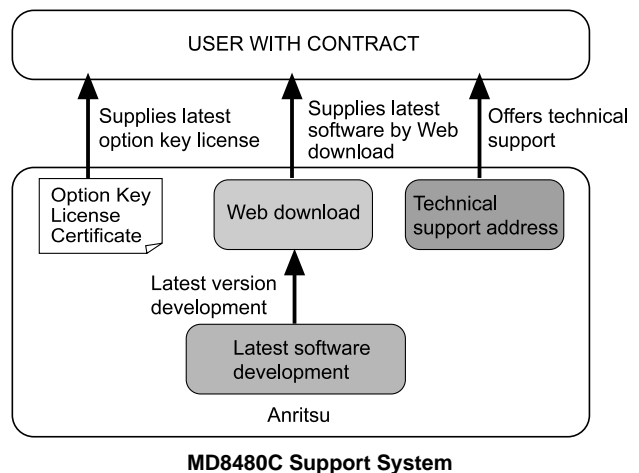 USER WITH CONTRACT
Supplies latest
option key license
Supplies latest
software by Web
download
Offers technical
support
Option Key
License
Certificate
Web download
Technical
support address
Latest version
development
Latest software
development
Anritsu
MD8480C Support System